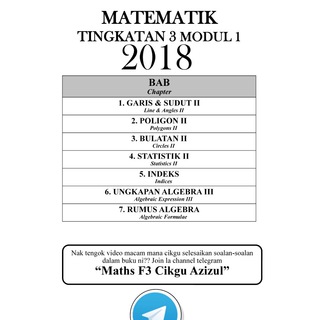 MATEMATIK
TINGKATAN 3 MODUL 1
2018
BAB
Chapter
1. GARIS & SUDUT II
Line & Angles II
2. POLIGON II
Polygons II
3. BULATAN II
Circles II
4. STATISTIK II
Statistics II
5. INDEKS
Indices
6. UNGKAPAN ALGEBRA III
Algebraic Expression III
7. RUMUS ALGEBRA
Algebraic Formulae
Nak tengok video macam mana cikgu selesaikan soalan-soalan
dalam buku ni?? Join la channel telegram
“Maths F3 Cikgu Azizul”